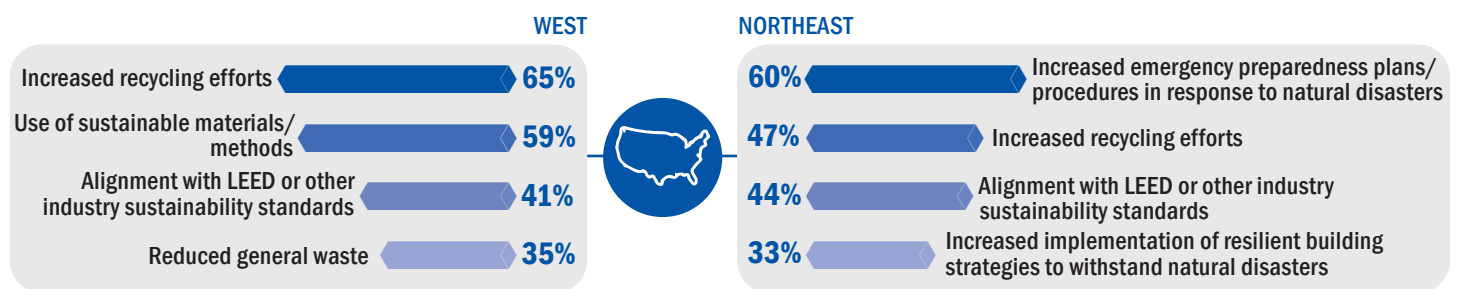 WEST
Increased recycling efforts 65%
Use of sustainable materials/
methods 59%
Alignment with LEED or other
industry sustainability standards 41%
Reduced general waste 35%
NORTHEAST
60% Increased emergency preparedness plans/
procedures in response to natural disasters
47% Increased recycling efforts
44% Alignment with LEED or other industry
sustainability standards
33% Increased implementation of resilient building
strategies to withstand natural disasters